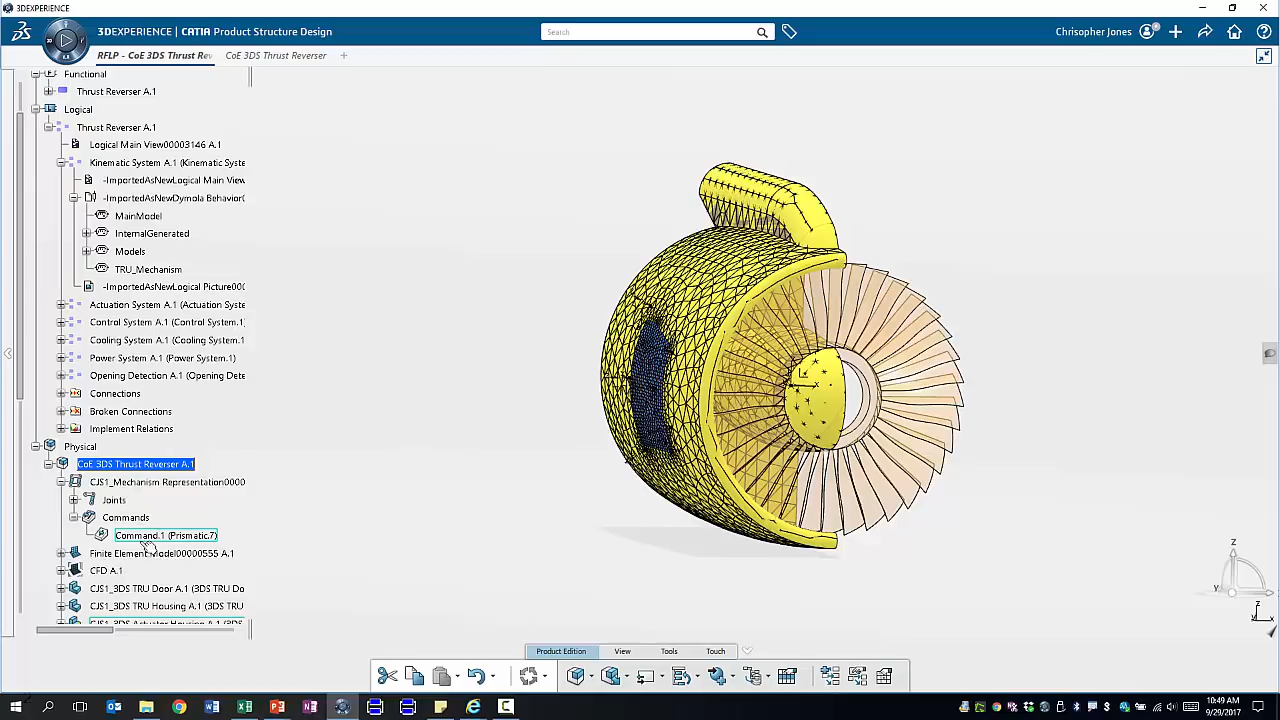 3DEXPERIENCE
3DEXPERIENCE | CATIA Product Structure Design
Search
Chrisopher Jones
RFLP - CoE 3DS Thrust Rev
CoE 3DS Thrust Reverser
Functional
Thrust Reverser A.1
Logical
Thrust Reverser A.1
Logical Main View00003146 A.1
Kinematic System A.1 (Kinematic Syste
-ImportedAsNewLogical Main View
-ImportedAsNewDymola Behavior(
MainModel
InternalGenerated
Models
TRU_Mechanism
-ImportedAsNewLogical Picture000
Actuation System A.1 (Actuation Syste
Control System A.1 (Control System.1)
Cooling System A.1 (Cooling System.1
Power System A.1 (Power System.1)
Opening Detection A.1 (Opening Dete
Connections
Broken Connections
Implement Relations
Physical
CoE 3DS Thrust Reverser A.1
CJS1_Mechanism Representation0000
Joints
Commands
Command.1 (Prismatic.7)
Finite Element Model00000555 A.1
CFD A.1
CJS1_3DS TRU Door A.1 (3DS TRU Do
CJS1_3DS TRU Housing A.1 (3DS TRU
CJS1_3DS Actuator Housing A.1 (3DS
Z
Y
Z
X
Product Edition
View
Tools
Touch
10:49 AM
9/29/2017